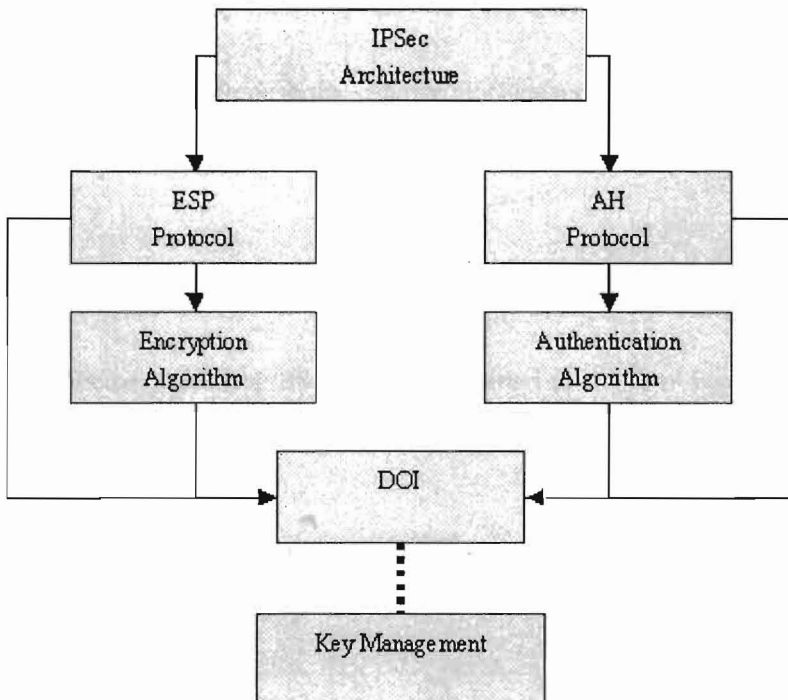 IPSec
Architecture
ESP
Protocol
AH
Protocol
Encryption
Algorithm
Authentication
Algorithm
DOI
Key Management